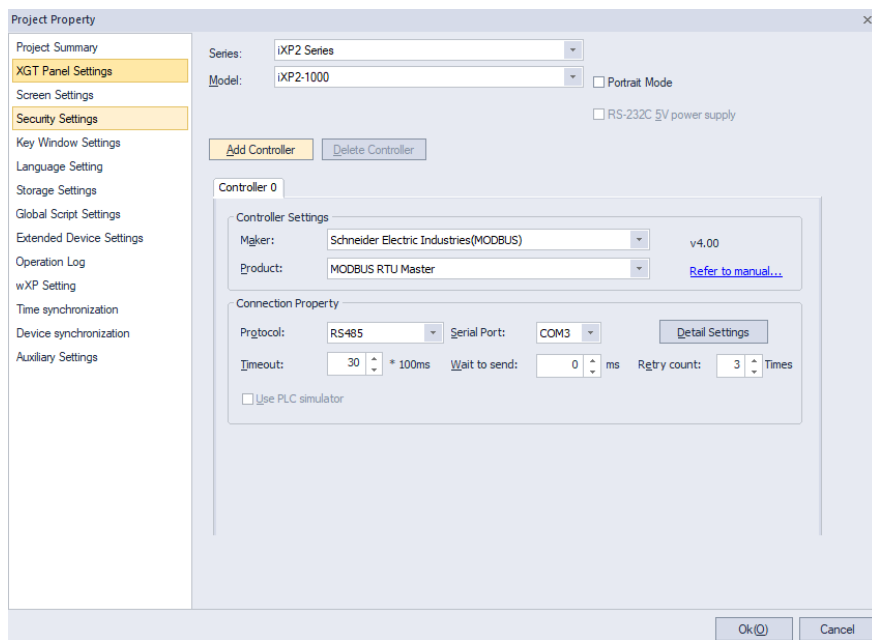 Project Property
Project Summary
XGT Panel Settings
Screen Settings
Security Settings
Key Window Settings
Language Setting
Storage Settings
Global Script Settings
Extended Device Settings
Operation Log
wXP Setting
Time synchronization
Device synchronization
Auxiliary Settings
Series: iXP2 Series
Model: iXP2-1000
Portrait Mode
RS-232C 5V power supply
Add Controller Delete Controller
Controller 0
Controller Settings
Maker: Schneider Electric Industries(MODBUS) v4.00
Product: MODBUS RTU Master Refer to manual...
Connection Property
Protocol: RS485 Serial Port: COM3 Detail Settings
Timeout: 30 * 100ms Wait to send: 0 ms Retry count: 3 Times
Use PLC simulator
Ok(O) Cancel